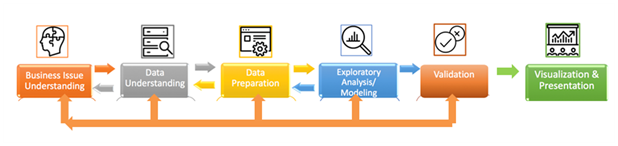 Business Issue
Understanding
Data
Understanding
Data
Preparation
Exploratory
Analysis/
Modeling
Validation
Visualization &
Presentation